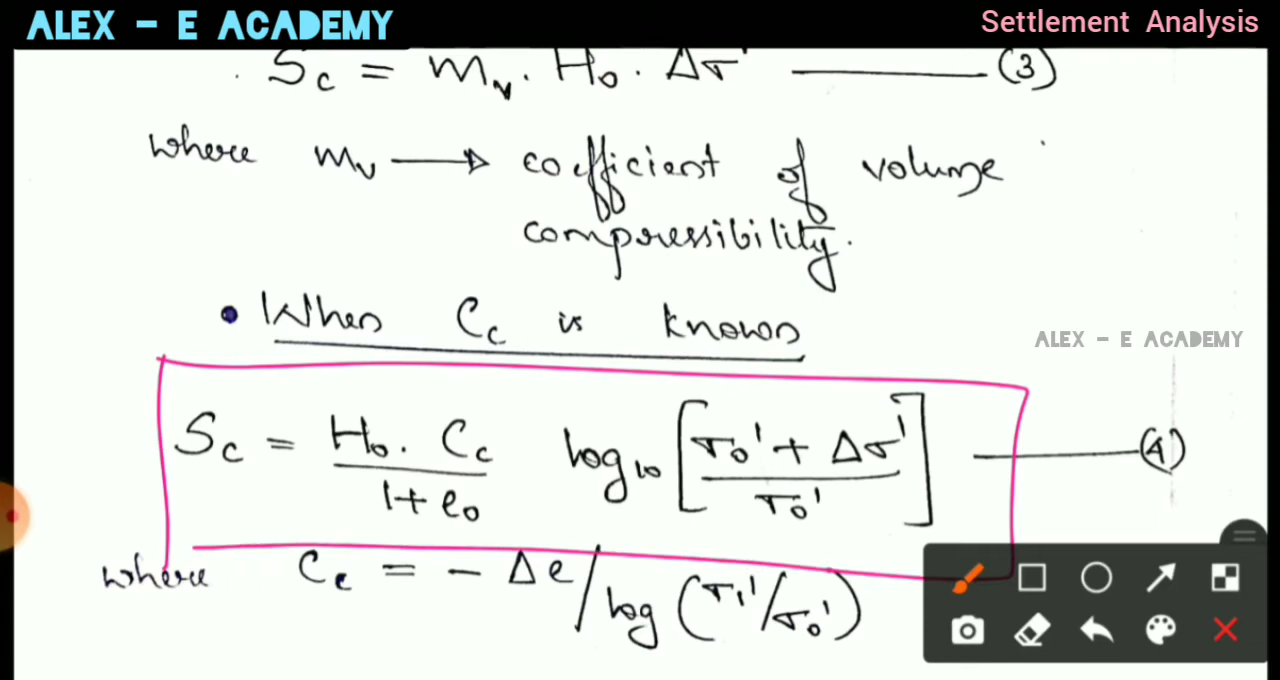 ALEX - E ACADEMY
Settlement Analysis
Sc = mv. H₀. Δσ' ——— (3)
where mv → coefficient of volume
compressibility.
• When Cc is known
ALEX - E ACADEMY
Sc = H₀. Cc / 1+e₀ log₁₀ [σ₀' + Δσ' / σ₀'] ——— (4)
where Cc = - Δe / log (σ₁'/σ₀')